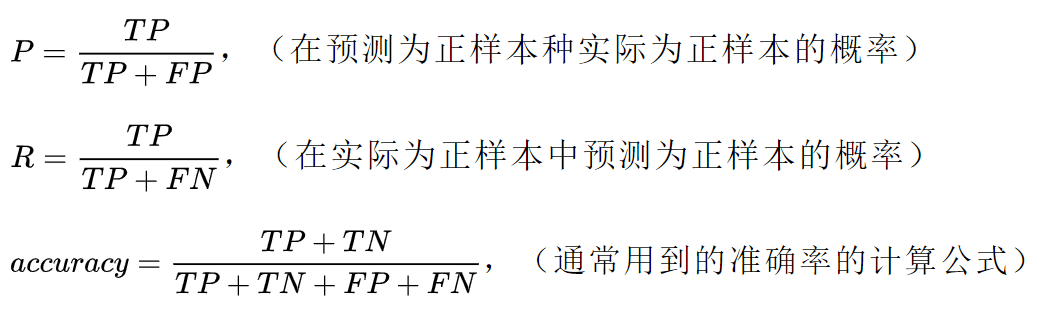 P = \frac{TP}{TP + FP}，（在预测为正样本种实际为正样本的概率）
R = \frac{TP}{TP + FN}，（在实际为正样本中预测为正样本的概率）
accuracy = \frac{TP + TN}{TP + TN + FP + FN}，（通常用到的准确率的计算公式）